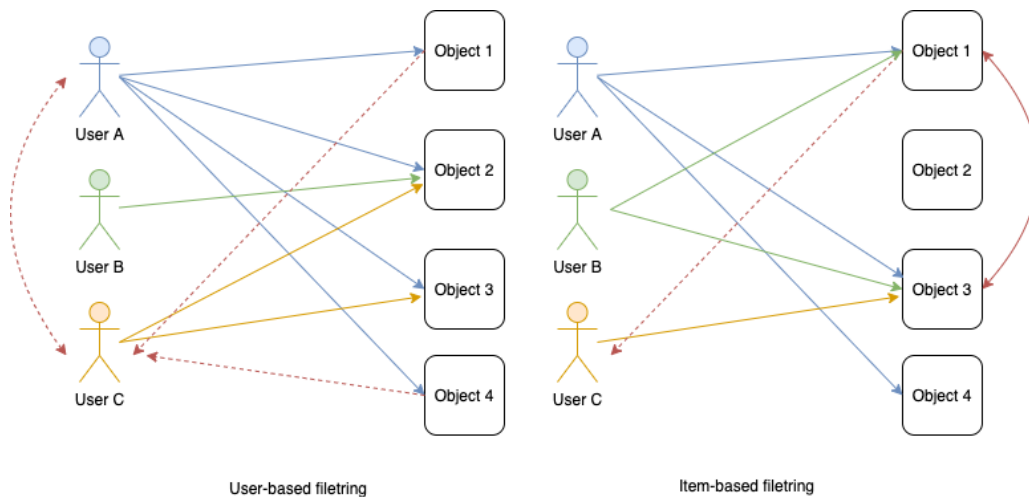 User A
User B
User C
Object 1
Object 2
Object 3
Object 4
User-based filetring
User A
User B
User C
Object 1
Object 2
Object 3
Object 4
Item-based filetring